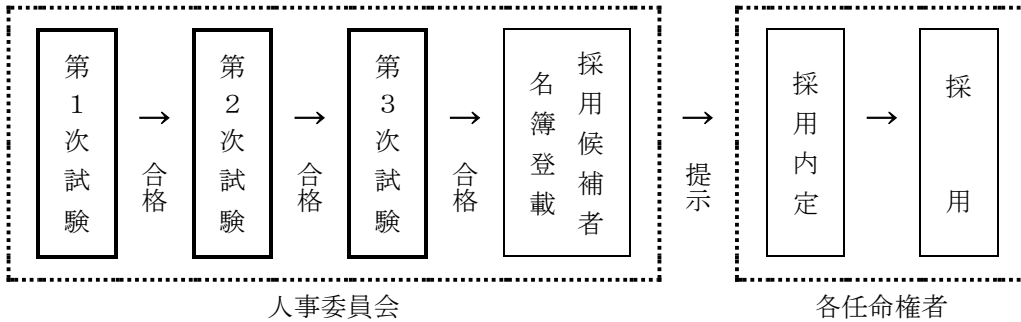 第１次試験
→
合格
第２次試験
→
合格
第３次試験
→
合格
採用候補者
名簿登載
→
提示
採用内定
→
採用
人事委員会
各任命権者